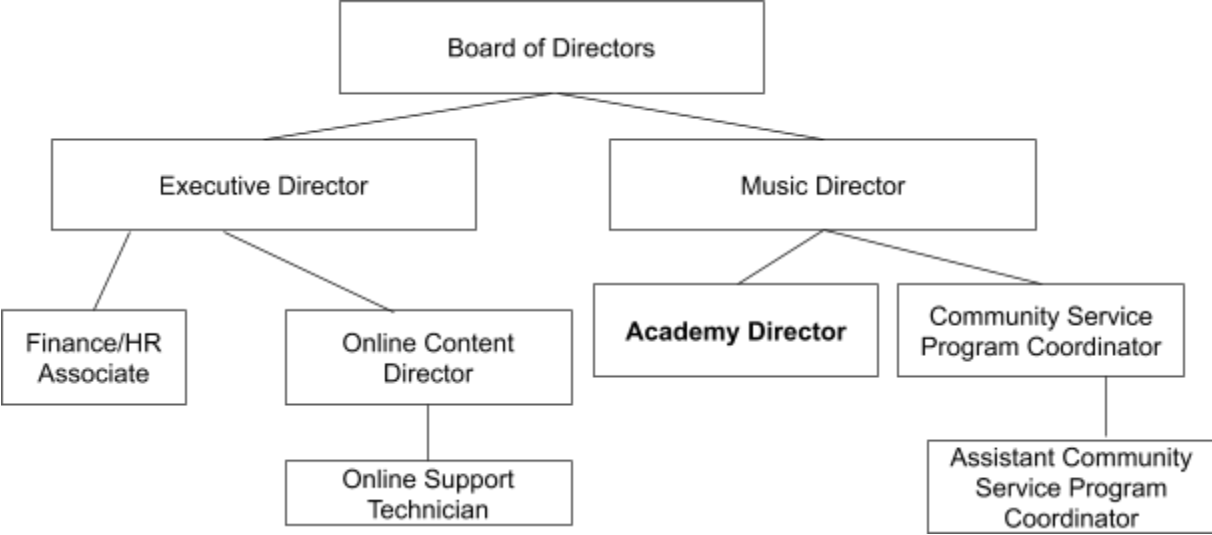 Board of Directors
Executive Director
Music Director
Finance/HR
Associate
Online Content
Director
Academy Director
Community Service
Program Coordinator
Online Support
Technician
Assistant Community
Service Program
Coordinator